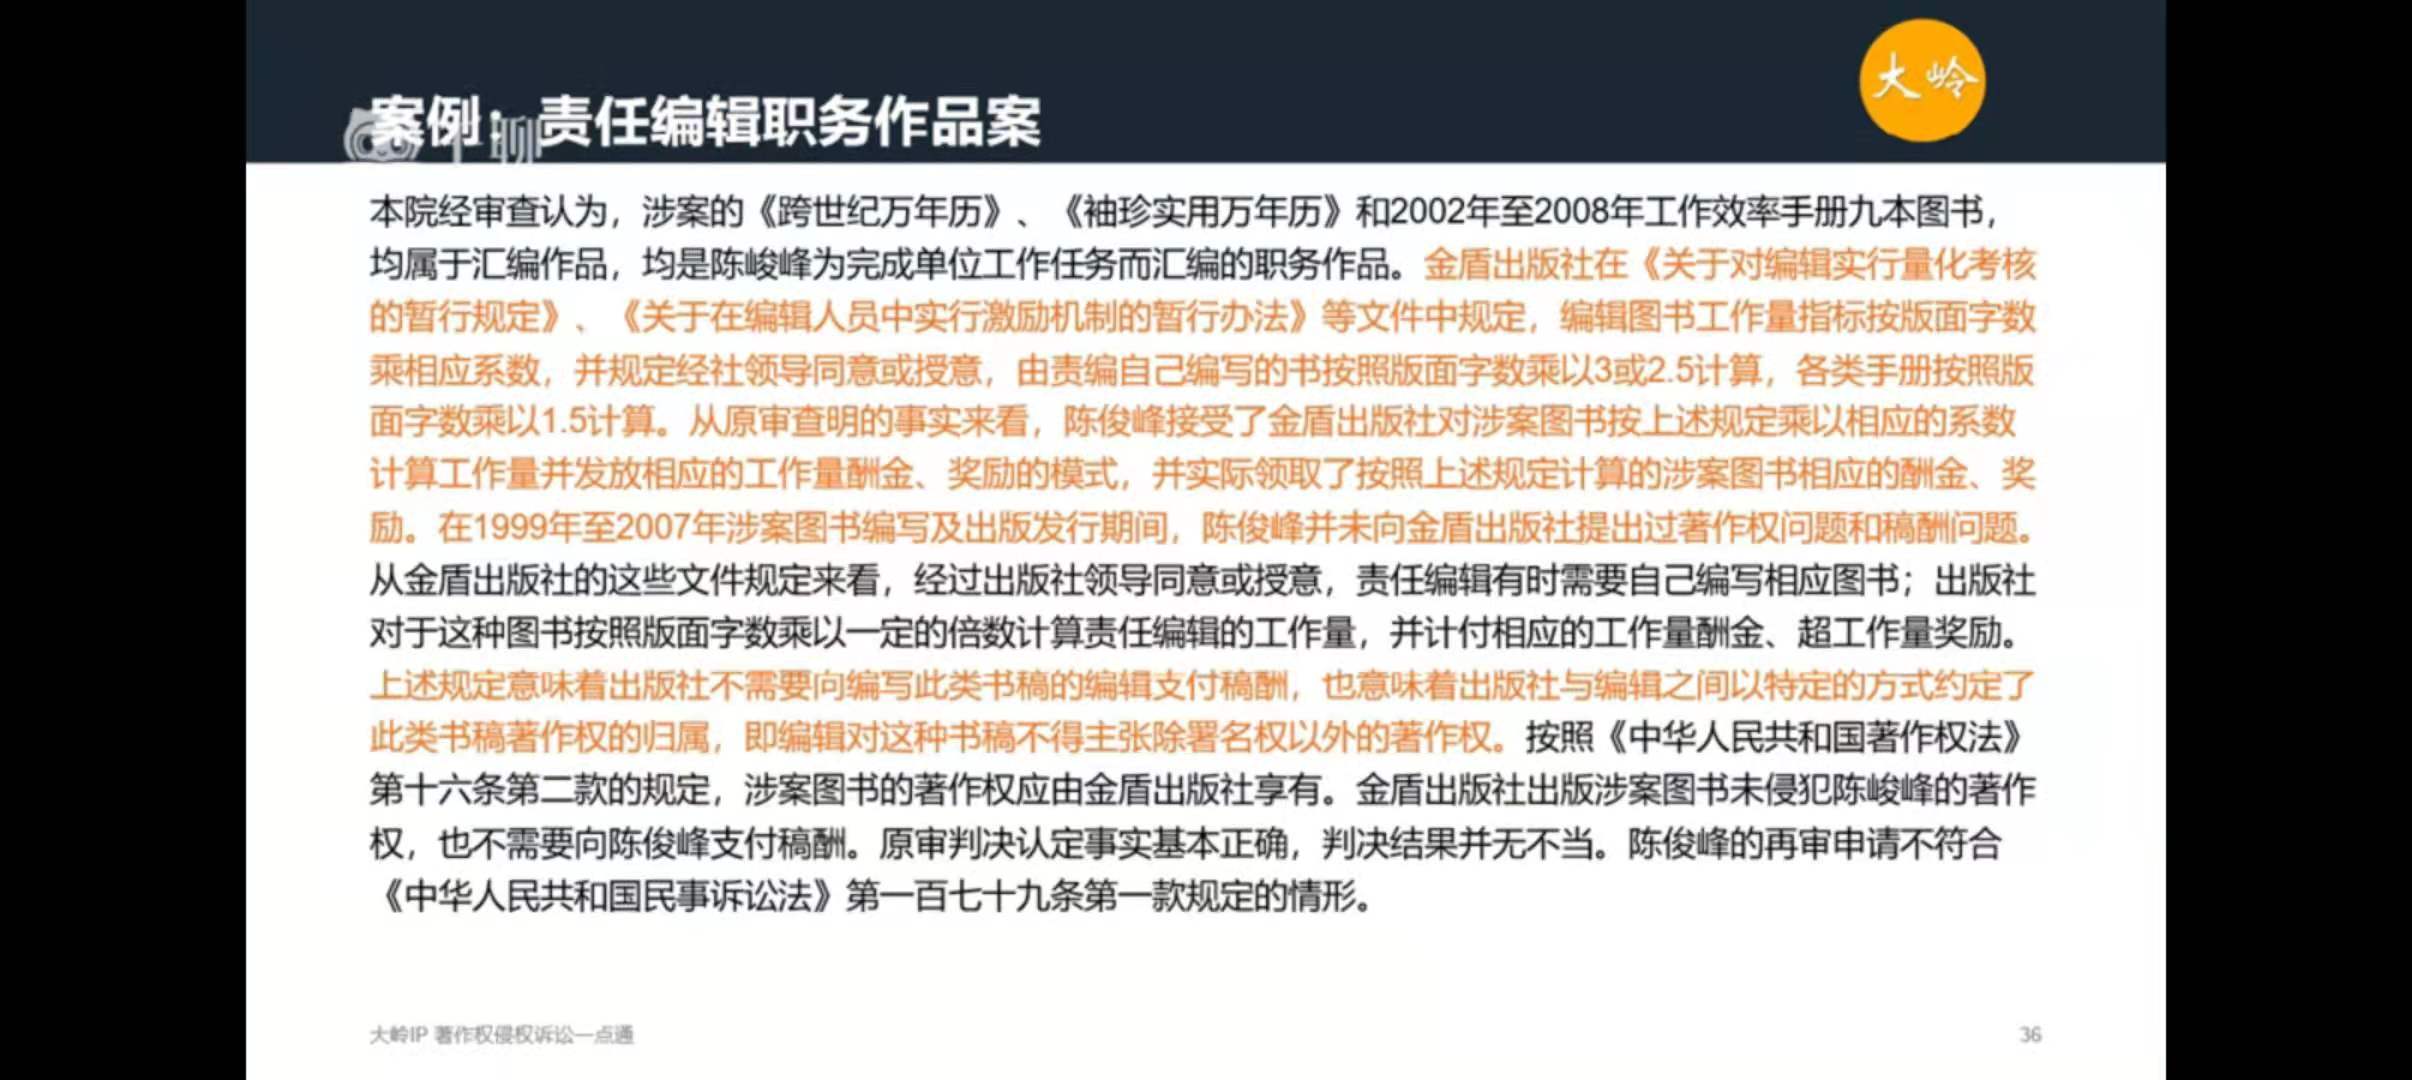 大岭
案例：责任编辑职务作品案
本院经审查认为，涉案的《跨世纪万年历》、《袖珍实用万年历》和2002年至2008年工作效率手册九本图书，
均属于汇编作品，均是陈峻峰为完成单位工作任务而汇编的职务作品。金盾出版社在《关于对编辑实行量化考核
的暂行规定》、《关于在编辑人员中实行激励机制的暂行办法》等文件中规定，编辑图书工作量指标按版面字数
乘相应系数，并规定经社领导同意或授意，由责编自己编写的书按照版面字数乘以3或2.5计算，各类手册按照版
面字数乘以1.5计算。从原审查明的事实来看，陈俊峰接受了金盾出版社对涉案图书按上述规定乘以相应的系数
计算工作量并发放相应的工作量酬金、奖励的模式，并实际领取了按照上述规定计算的涉案图书相应的酬金、奖
励。在1999年至2007年涉案图书编写及出版发行期间，陈俊峰并未向金盾出版社提出过著作权问题和稿酬问题。
从金盾出版社的这些文件规定来看，经过出版社领导同意或授意，责任编辑有时需要自己编写相应图书；出版社
对于这种图书按照版面字数乘以一定的倍数计算责任编辑的工作量，并计付相应的工作量酬金、超工作量奖励。
上述规定意味着出版社不需要向编写此类书稿的编辑支付稿酬，也意味着出版社与编辑之间以特定的方式约定了
此类书稿著作权的归属，即编辑对这种书稿不得主张除署名权以外的著作权。按照《中华人民共和国著作权法》
第十六条第二款的规定，涉案图书的著作权应由金盾出版社享有。金盾出版社出版涉案图书未侵犯陈峻峰的著作
权，也不需要向陈俊峰支付稿酬。原审判决认定事实基本正确，判决结果并无不当。陈俊峰的再审申请不符合
《中华人民共和国民事诉讼法》第一百七十九条第一款规定的情形。
大岭IP 著作权侵权诉讼一点通
36